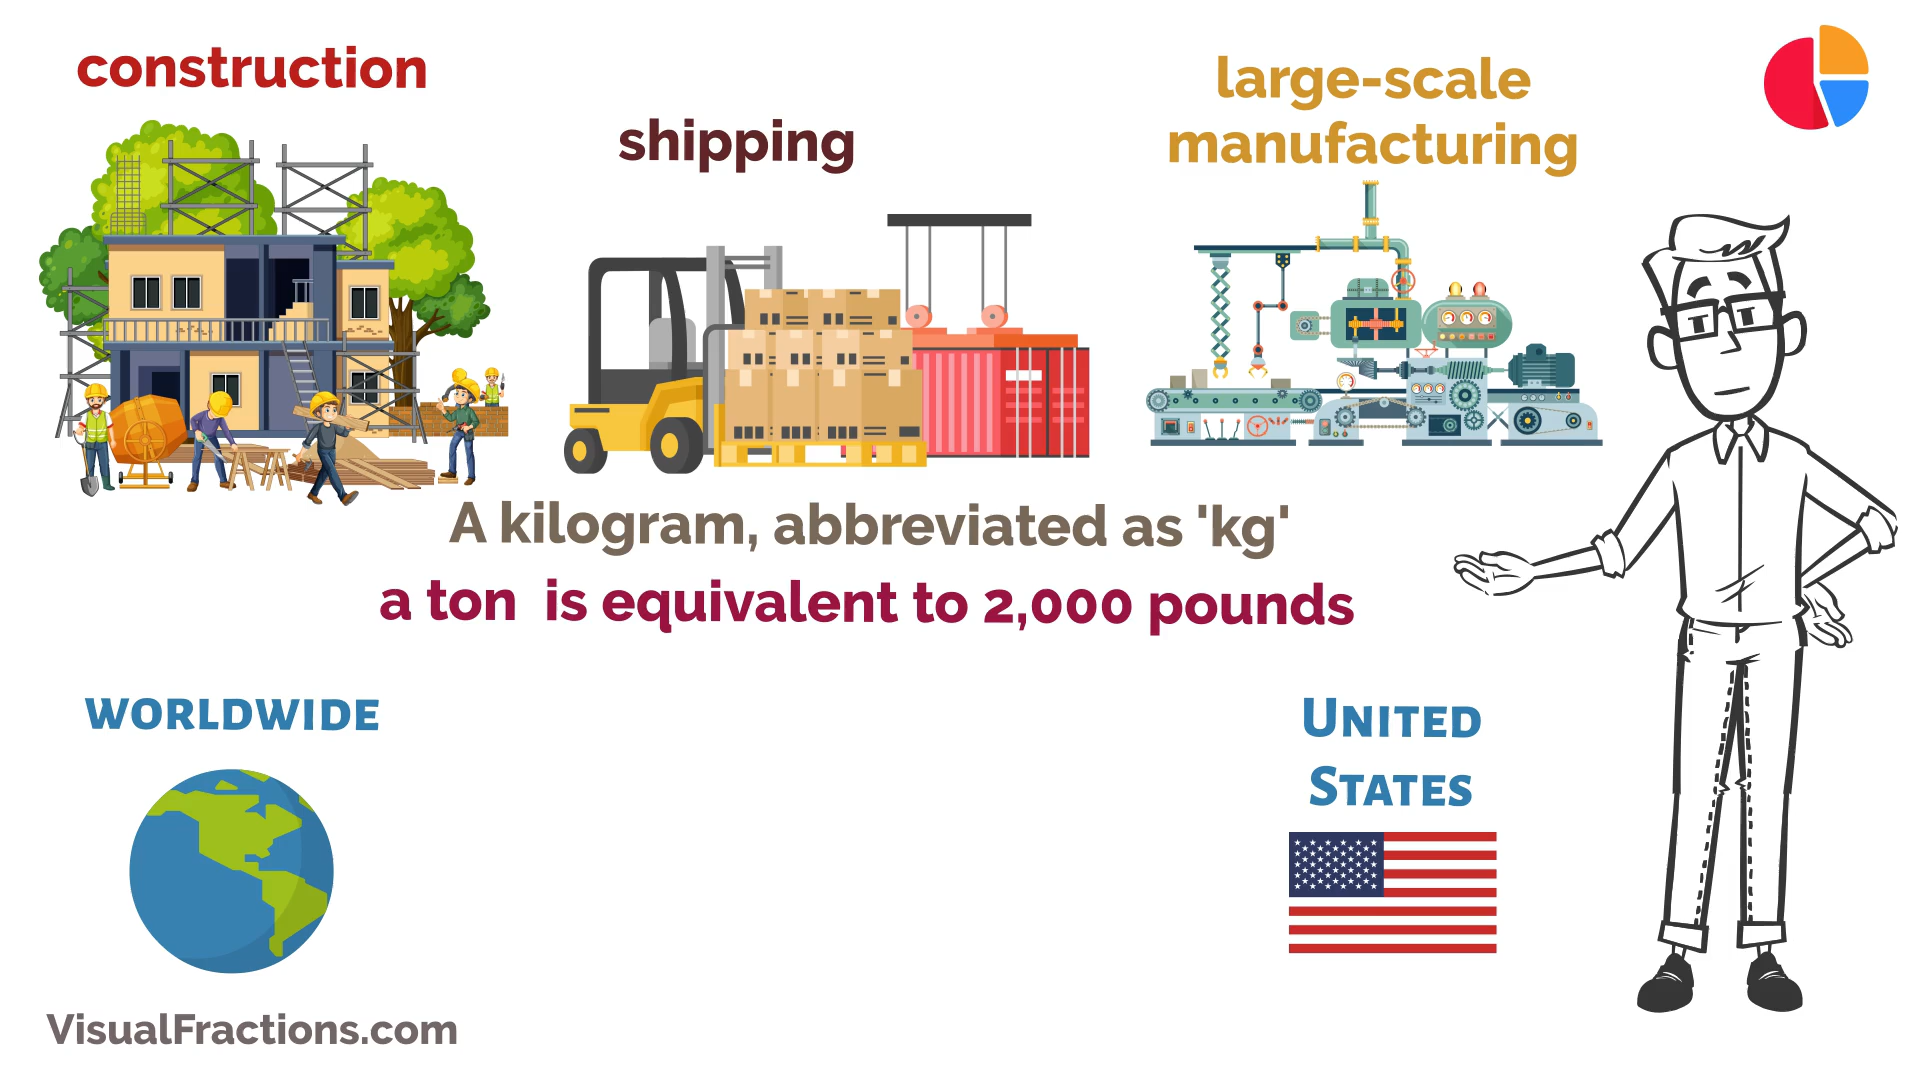 construction
shipping
large-scale
manufacturing
A kilogram, abbreviated as 'kg'
a ton is equivalent to 2,000 pounds
WORLDWIDE
UNITED
STATES
VisualFractions.com